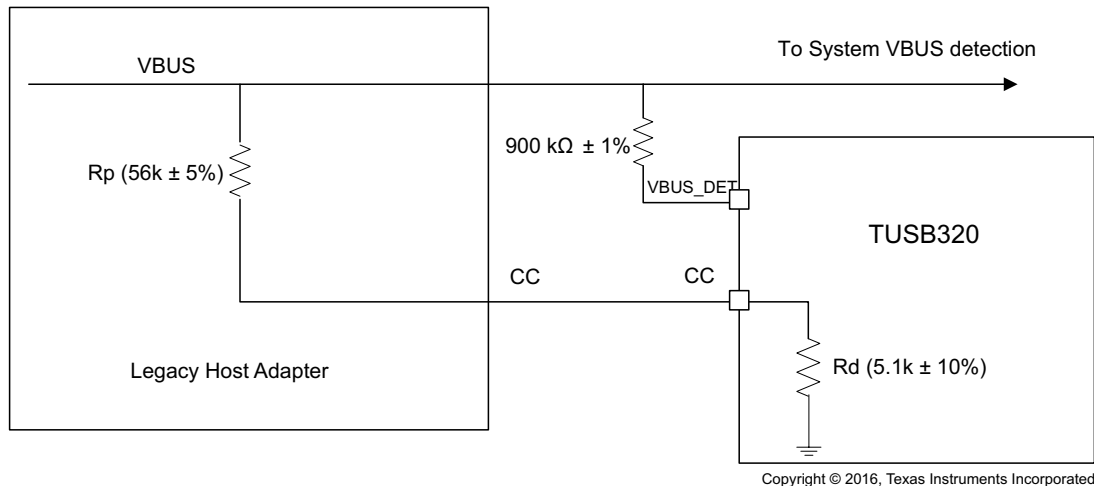 To System VBUS detection
VBUS
900 kΩ ± 1%
Rp (56k ± 5%)
VBUS_DET
TUSB320
CC
CC
Rd (5.1k ± 10%)
Legacy Host Adapter
Copyright © 2016, Texas Instruments Incorporated